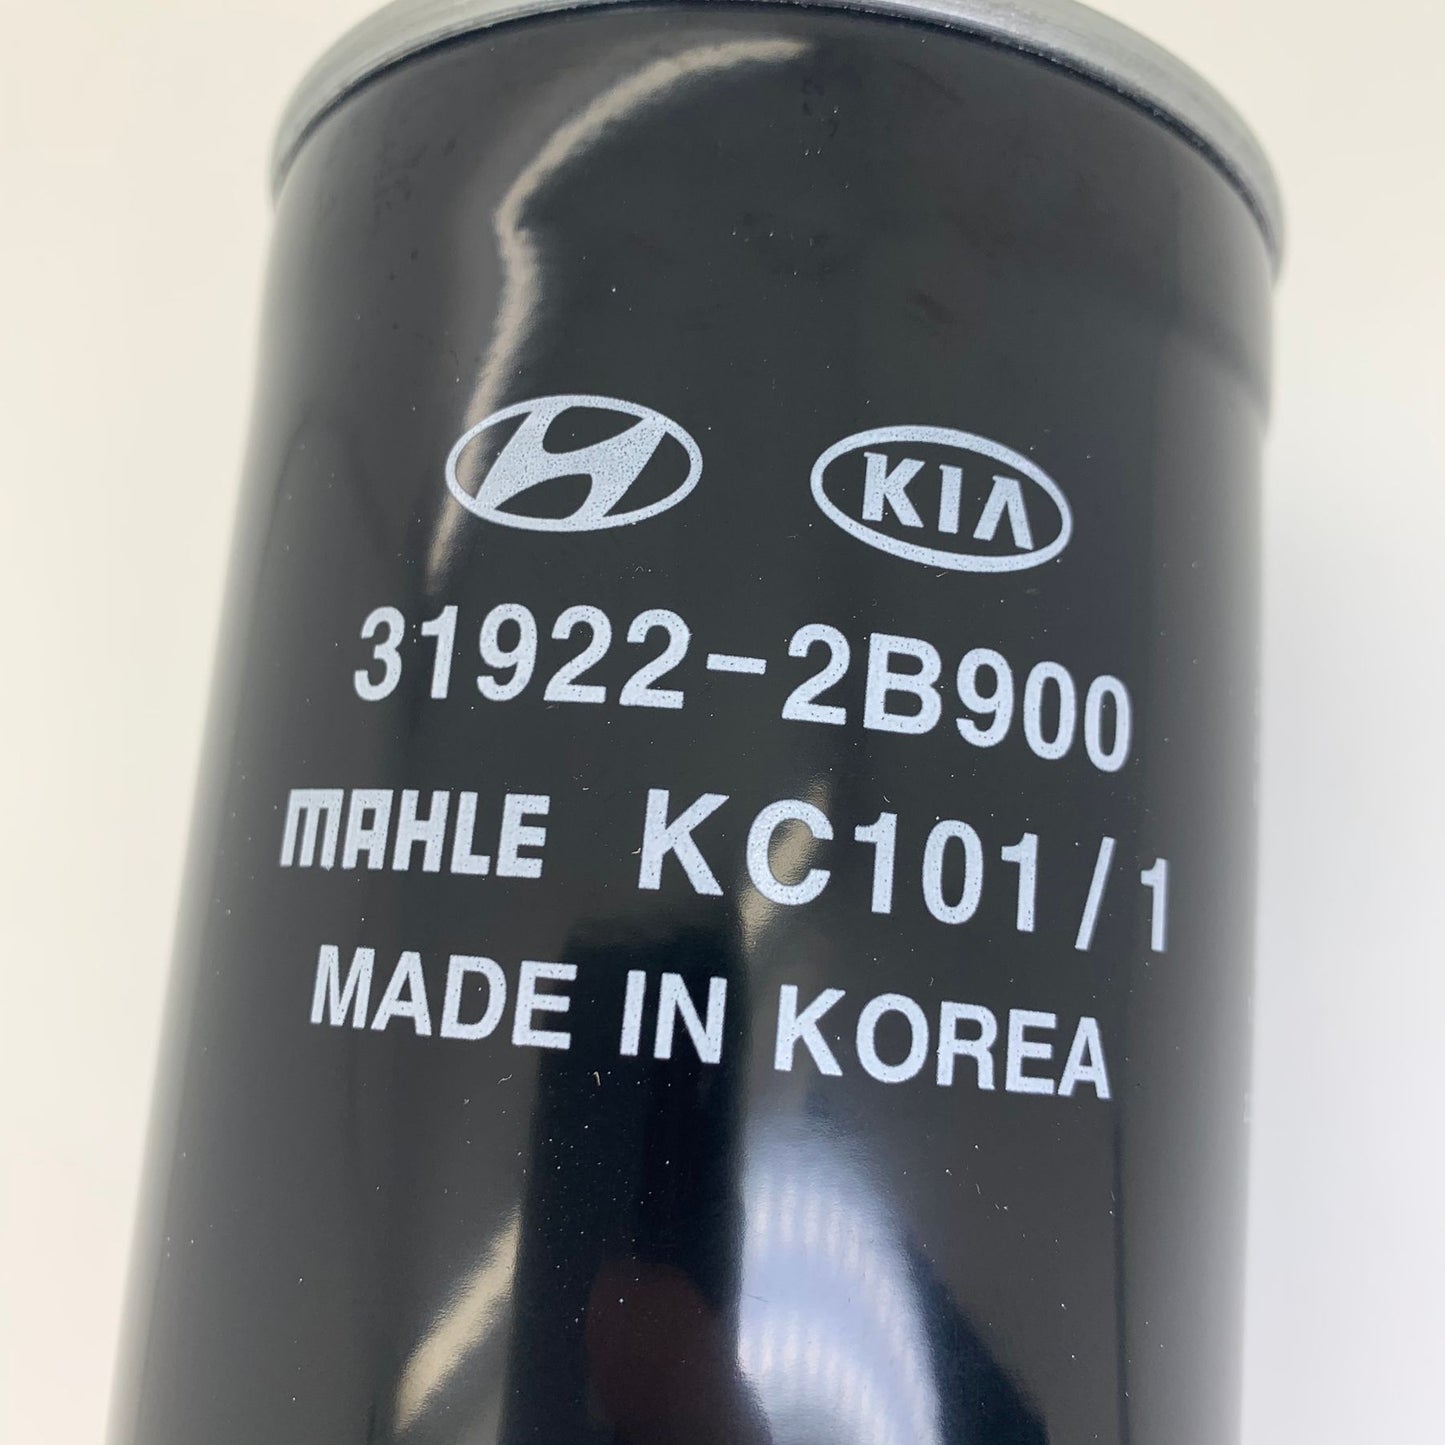 KIA
31922-2B900
MAHLE KC101/1
MADE IN KOREA